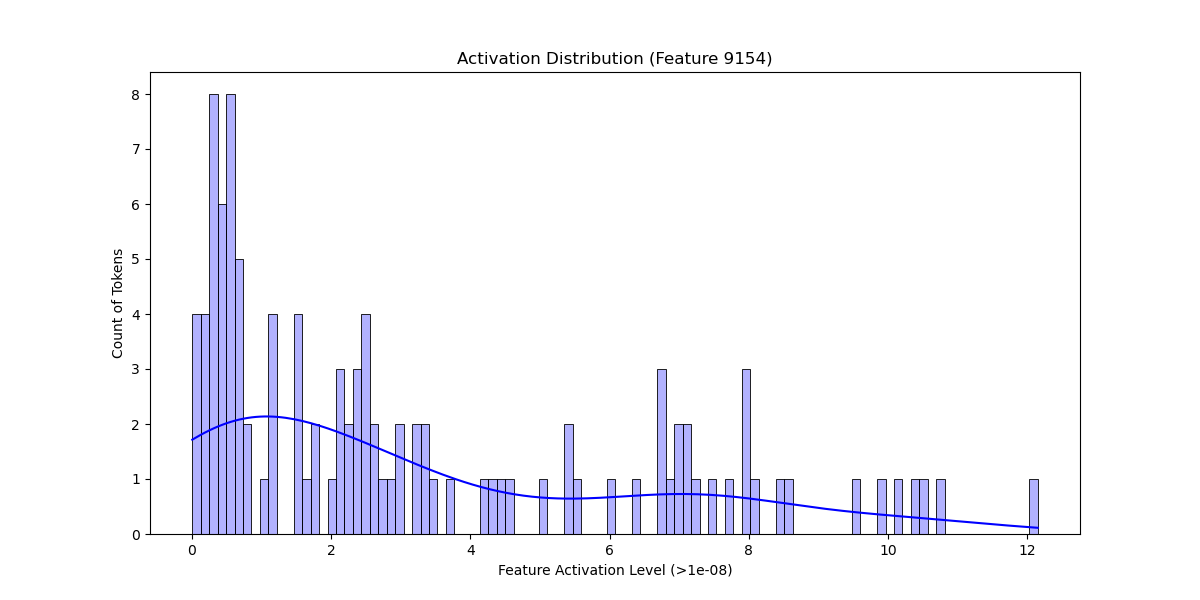 Activation Distribution (Feature 9154)
8
7
6
5
4
3
2
1
0
Count of Tokens
0 2 4 6 8 10 12
Feature Activation Level (>1e-08)